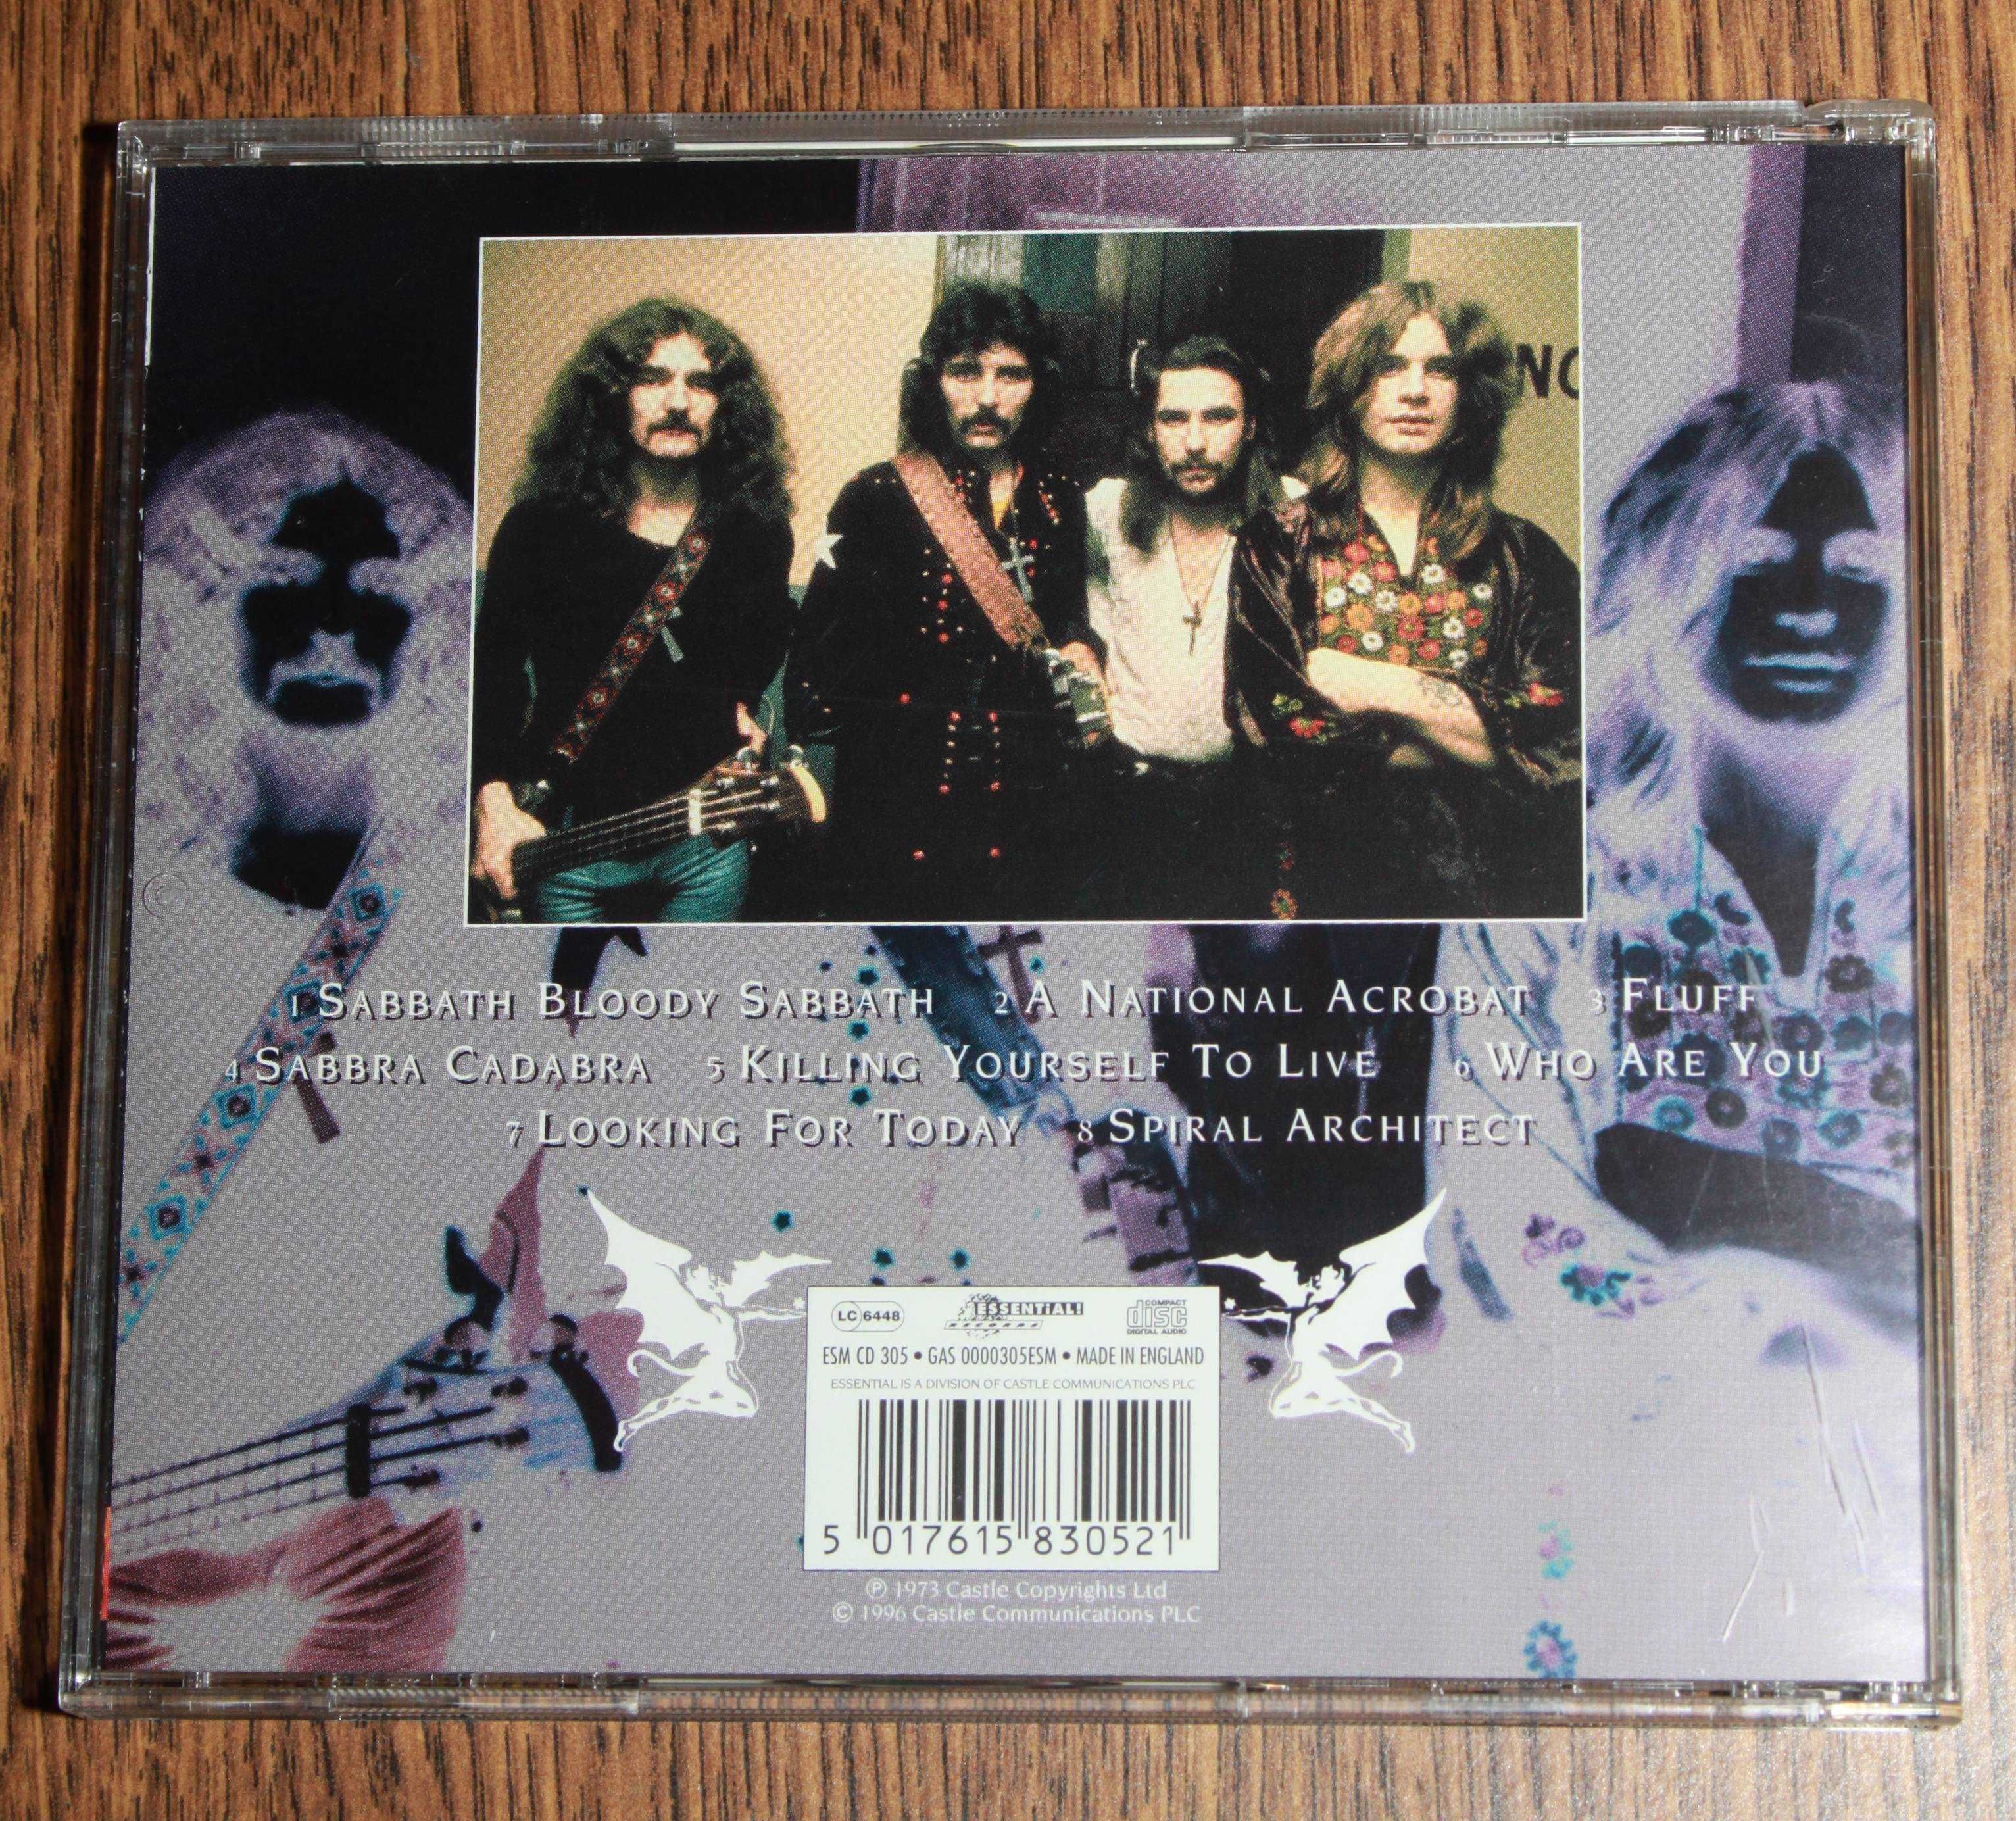 NO
1 SABBATH BLOODY SABBATH 2 A NATIONAL ACROBAT 3 FLUFF
4 SABBRA CADABRA 5 KILLING YOURSELF TO LIVE 6 WHO ARE YOU
7 LOOKING FOR TODAY 8 SPIRAL ARCHITECT
LC 6448 ESSENTiAL! RECORDS COMPACT disc DIGITAL AUDIO
ESM CD 305 • GAS 0000305ESM • MADE IN ENGLAND
ESSENTIAL IS A DIVISION OF CASTLE COMMUNICATIONS PLC
5 017615 830521
℗ 1973 Castle Copyrights Ltd
© 1996 Castle Communications PLC